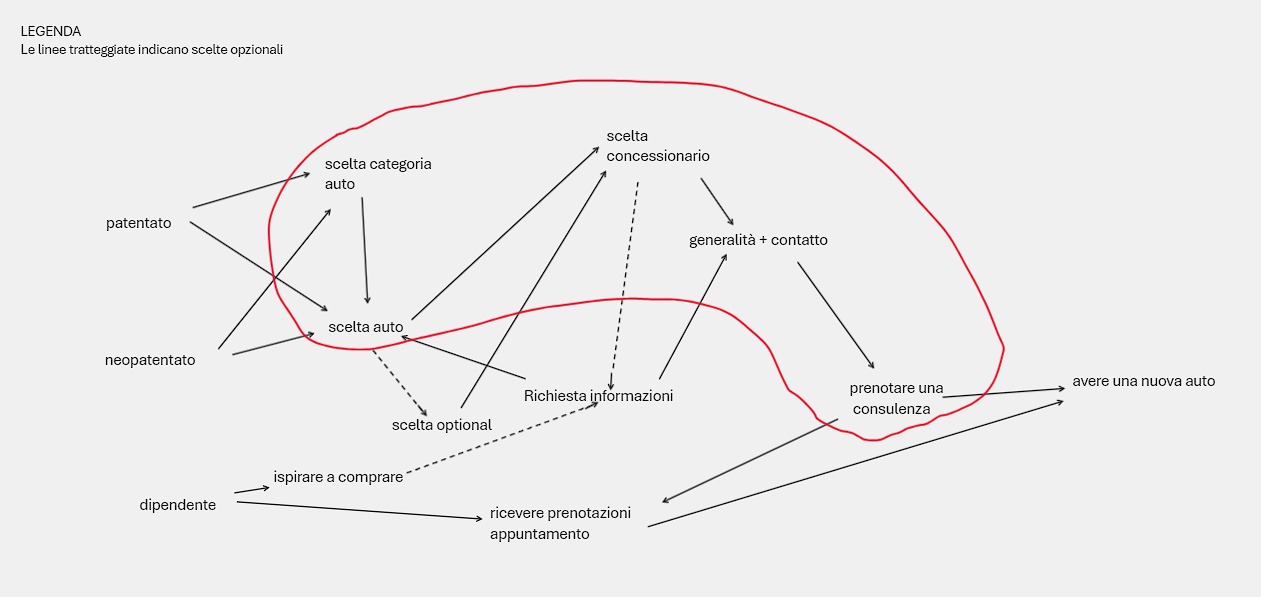 LEGENDA
Le linee tratteggiate indicano scelte opzionali
scelta
concessionario
scelta categoria
auto
patentato
generalità + contatto
scelta auto
neopatentato
avere una nuova auto
prenotare una
consulenza
Richiesta informazioni
scelta optional
ispirare a comprare
dipendente
ricevere prenotazioni
appuntamento